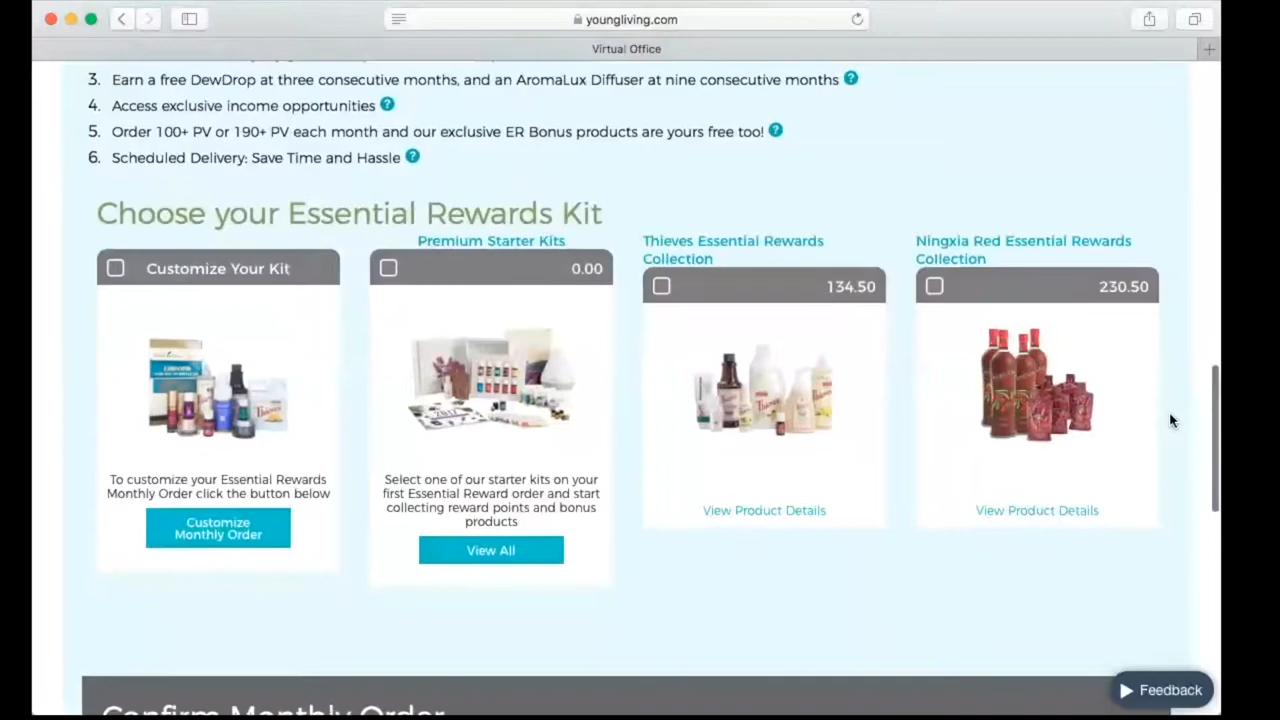 youngliving.com
Virtual Office
3. Earn a free DewDrop at three consecutive months, and an AromaLux Diffuser at nine consecutive months ?
4. Access exclusive income opportunities ?
5. Order 100+ PV or 190+ PV each month and our exclusive ER Bonus products are yours free too! ?
6. Scheduled Delivery: Save Time and Hassle ?
Choose your Essential Rewards Kit
Customize Your Kit
To customize your Essential Rewards
Monthly Order click the button below
Customize
Monthly Order
Premium Starter Kits
0.00
Select one of our starter kits on your
first Essential Reward order and start
collecting reward points and bonus
products
View All
Thieves Essential Rewards
Collection
134.50
View Product Details
Ningxia Red Essential Rewards
Collection
230.50
View Product Details
Confirm Monthly Order
Feedback